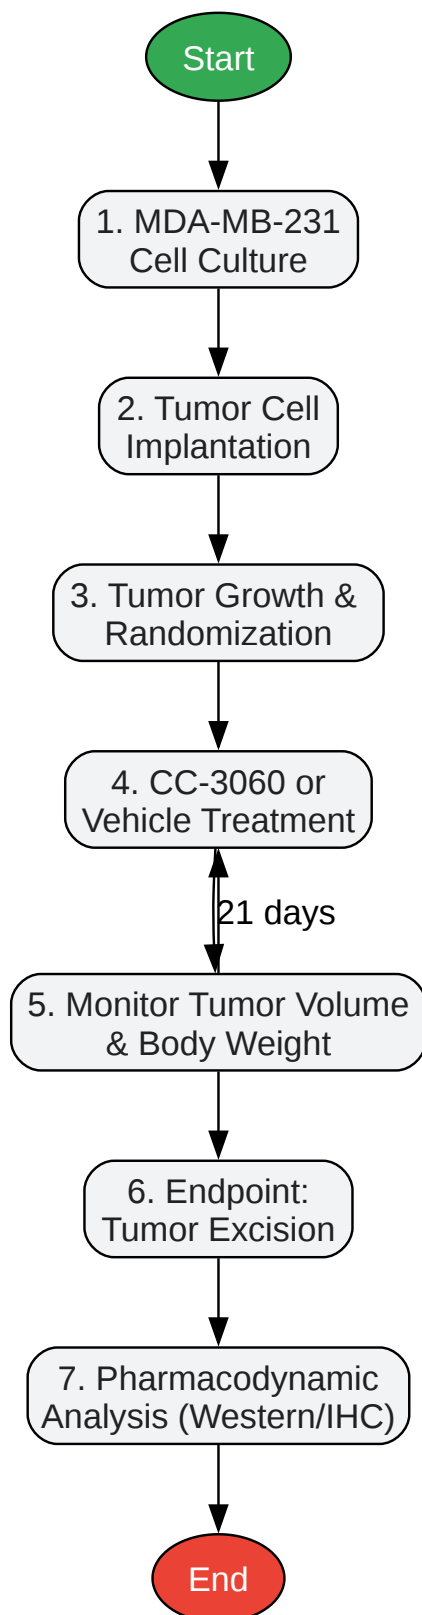 Start
1. MDA-MB-231
Cell Culture
2. Tumor Cell
Implantation
3. Tumor Growth &
Randomization
4. CC-3060 or
Vehicle Treatment
21 days
5. Monitor Tumor Volume
& Body Weight
6. Endpoint:
Tumor Excision
7. Pharmacodynamic
Analysis (Western/IHC)
End